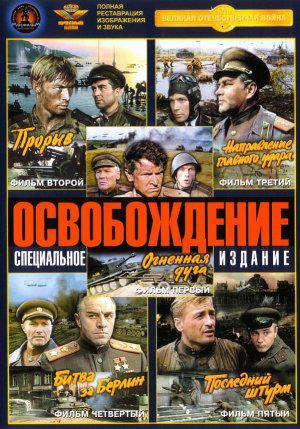 ПОЛНАЯ
РЕСТАВРАЦИЯ
ИЗОБРАЖЕНИЯ
И ЗВУКА
ВЕЛИКАЯ ОТЕЧЕСТВЕННАЯ ВОЙНА
Прорыв
ФИЛЬМ ВТОРОЙ
Направление
главного удара
ФИЛЬМ ТРЕТИЙ
ОСВОБОЖДЕНИЕ
СПЕЦИАЛЬНОЕ
ИЗДАНИЕ
Огненная
дуга
ФИЛЬМ ПЕРВЫЙ
Битва
за Берлин
ФИЛЬМ ЧЕТВЕРТЫЙ
Последний
штурм
ФИЛЬМ ПЯТЫЙ